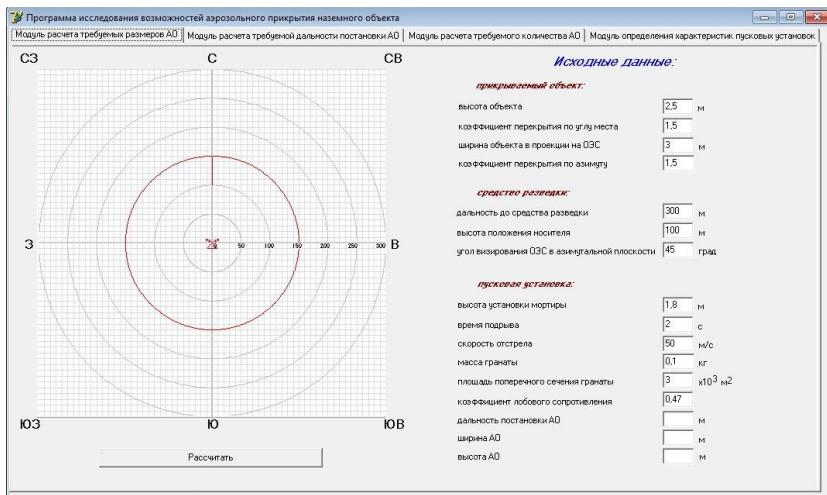 Программа исследования возможностей аэрозольного прикрытия наземного объекта
Модуль расчета требуемых размеров АО
Модуль расчета требуемой дальности постановки АО
Модуль расчета требуемого количества АО
Модуль определения характеристик пусковых установок
СЗ
С
СВ
З
50
100
150
200
250
300
В
ЮЗ
Ю
ЮВ
Рассчитать
Исходные данные:
прикрываемый объект:
высота объекта 2,5 м
коэффициент перекрытия по углу места 1,5
ширина объекта в проекции на ОЭС 3 м
коэффициент перекрытия по азимуту 1,5
средство разведки:
дальность до средства разведки 300 м
высота положения носителя 100 м
угол визирования ОЭС в азимутальной плоскости 45 град
пусковая установка:
высота установки мортиры 1,8 м
время подрыва 2 с
скорость отстрела 50 м/с
масса гранаты 0,1 кг
площадь поперечного сечения гранаты 3 х10³ м²
коэффициент лобового сопротивления 0,47
дальность постановки АО м
ширина АО м
высота АО м